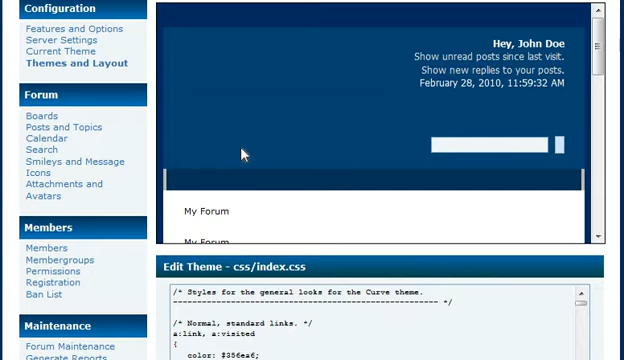 Configuration
Features and Options
Server Settings
Current Theme
Themes and Layout
Forum
Boards
Posts and Topics
Calendar
Search
Smileys and Message
Icons
Attachments and
Avatars
Members
Members
Membergroups
Permissions
Registration
Ban List
Maintenance
Forum Maintenance
Generate Reports
Hey, John Doe
Show unread posts since last visit.
Show new replies to your posts.
February 28, 2010, 11:59:32 AM
My Forum
My Forum
Edit Theme - css/index.css
/* Styles for the general looks for the Curve theme.
------------------------------------------------------- */
/* Normal, standard links. */
a:link, a:visited
{
color: #356ea6;